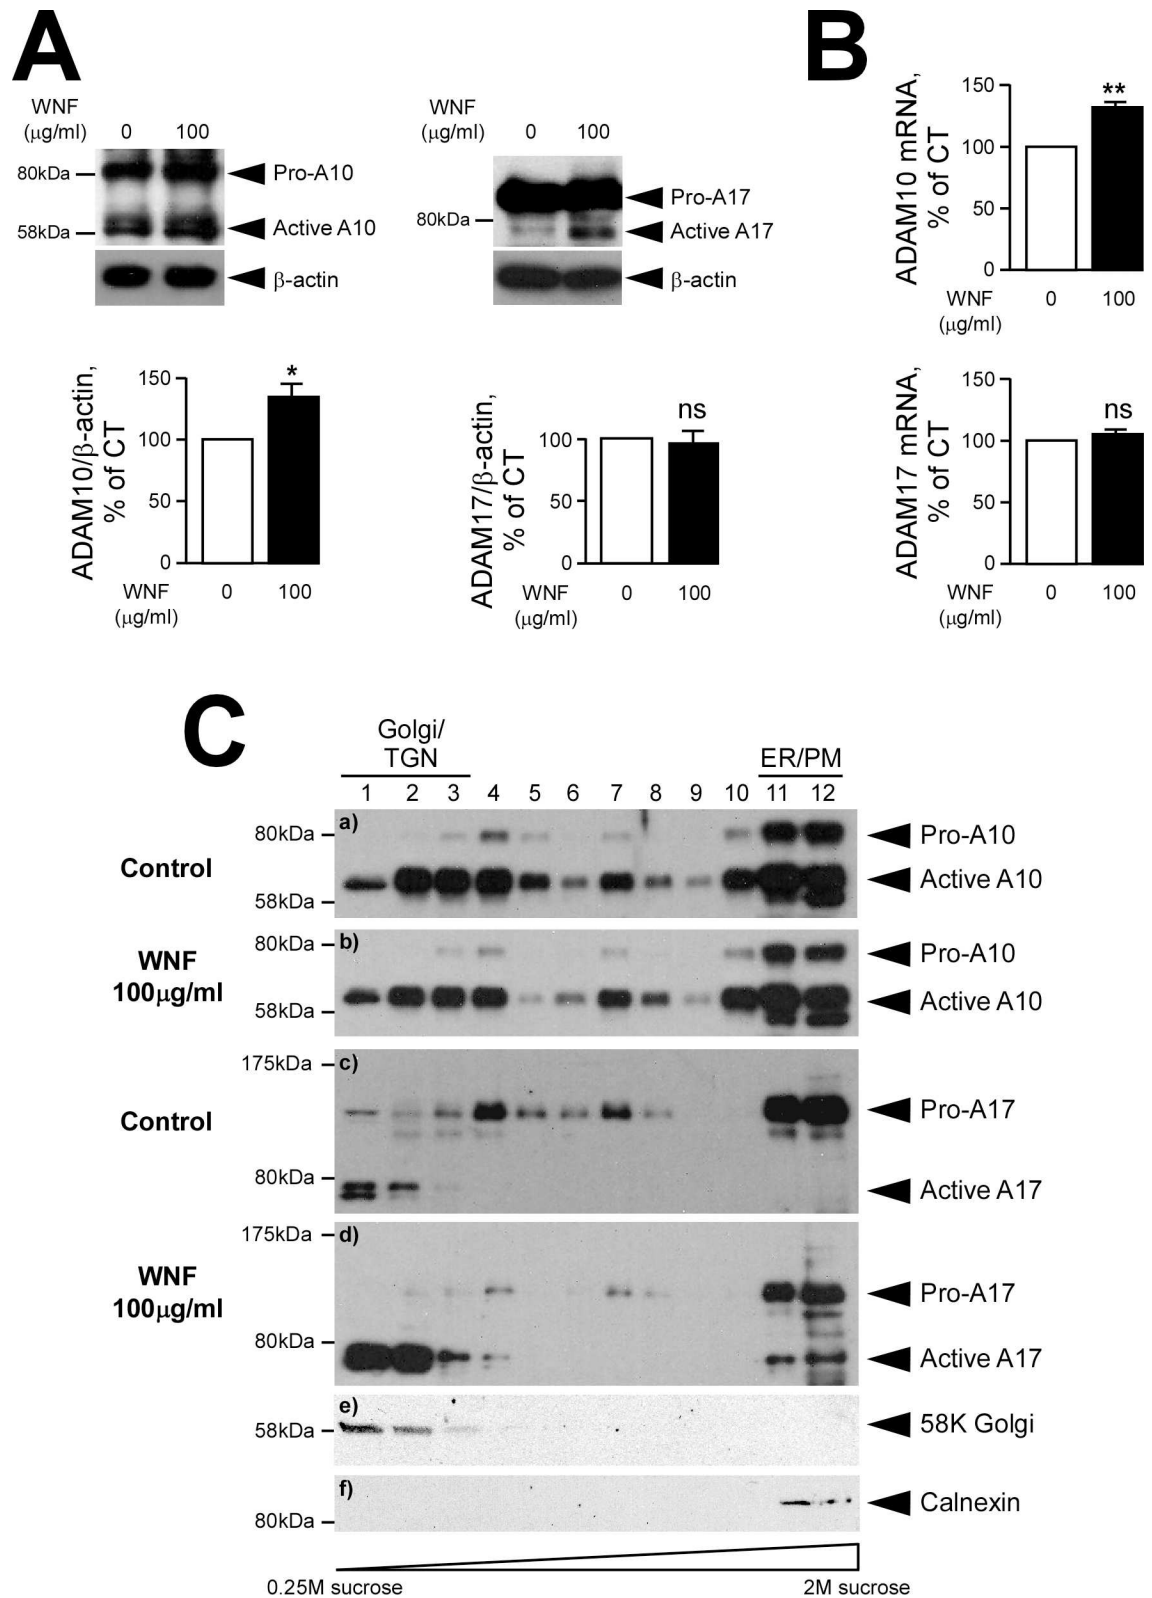 A
WNF
(μg/ml)
0
100
80kDa
58kDa
Pro-A10
Active A10
β-actin
WNF
(μg/ml)
0
100
80kDa
Pro-A17
Active A17
β-actin
ADAM10/β-actin,
% of CT
150
100
50
0
*
WNF
(μg/ml)
0
100
ADAM17/β-actin,
% of CT
100
50
0
ns
WNF
(μg/ml)
0
100
B
ADAM10 mRNA,
% of CT
150
100
50
0
**
WNF
(μg/ml)
0
100
ADAM17 mRNA,
% of CT
150
100
50
0
ns
WNF
(μg/ml)
0
100
C
Golgi/
TGN
ER/PM
1 2 3 4 5 6 7 8 9 10 11 12
Control
80kDa
58kDa
a)
Pro-A10
Active A10
WNF
100μg/ml
80kDa
58kDa
b)
Pro-A10
Active A10
Control
175kDa
80kDa
c)
Pro-A17
Active A17
WNF
100μg/ml
175kDa
80kDa
d)
Pro-A17
Active A17
58kDa
e)
58K Golgi
80kDa
f)
Calnexin
0.25M sucrose
2M sucrose